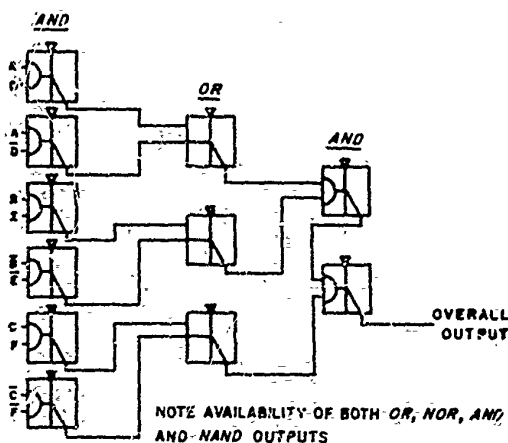 AND
OR
AND
A
D
C
F
OVERALL
OUTPUT
NOTE AVAILABILITY OF BOTH OR, NOR, AND
AND NAND OUTPUTS